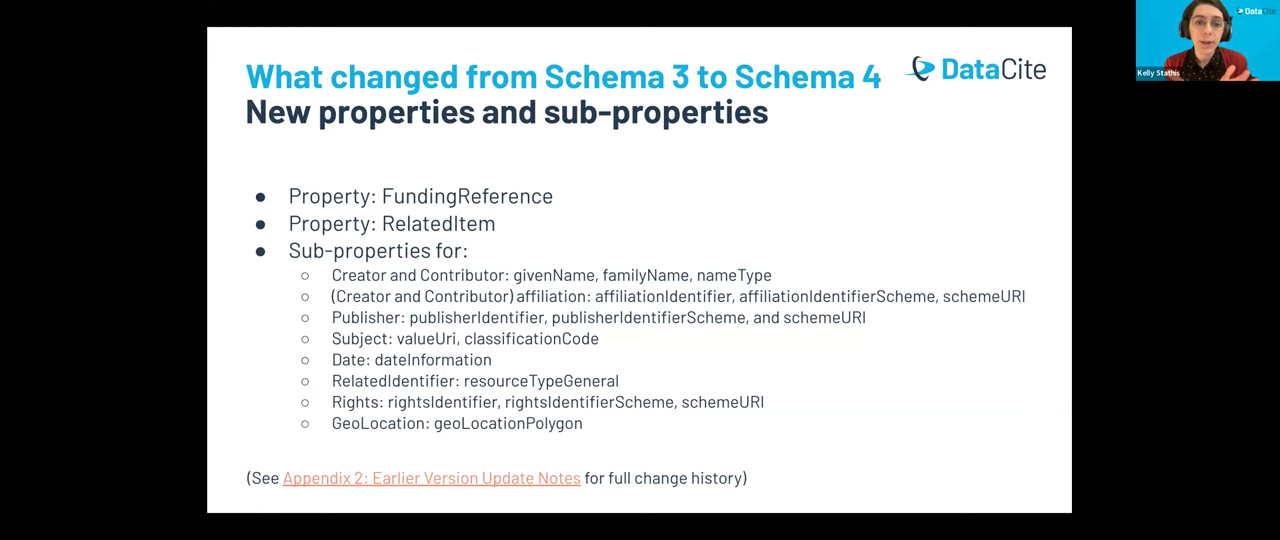 DataCite
Kelly Stathis
What changed from Schema 3 to Schema 4
DataCite
New properties and sub-properties
● Property: FundingReference
● Property: RelatedItem
● Sub-properties for:
○ Creator and Contributor: givenName, familyName, nameType
○ (Creator and Contributor) affiliation: affiliationIdentifier, affiliationIdentifierScheme, schemeURI
○ Publisher: publisherIdentifier, publisherIdentifierScheme, and schemeURI
○ Subject: valueUri, classificationCode
○ Date: dateInformation
○ RelatedIdentifier: resourceTypeGeneral
○ Rights: rightsIdentifier, rightsIdentifierScheme, schemeURI
○ GeoLocation: geoLocationPolygon
(See Appendix 2: Earlier Version Update Notes for full change history)